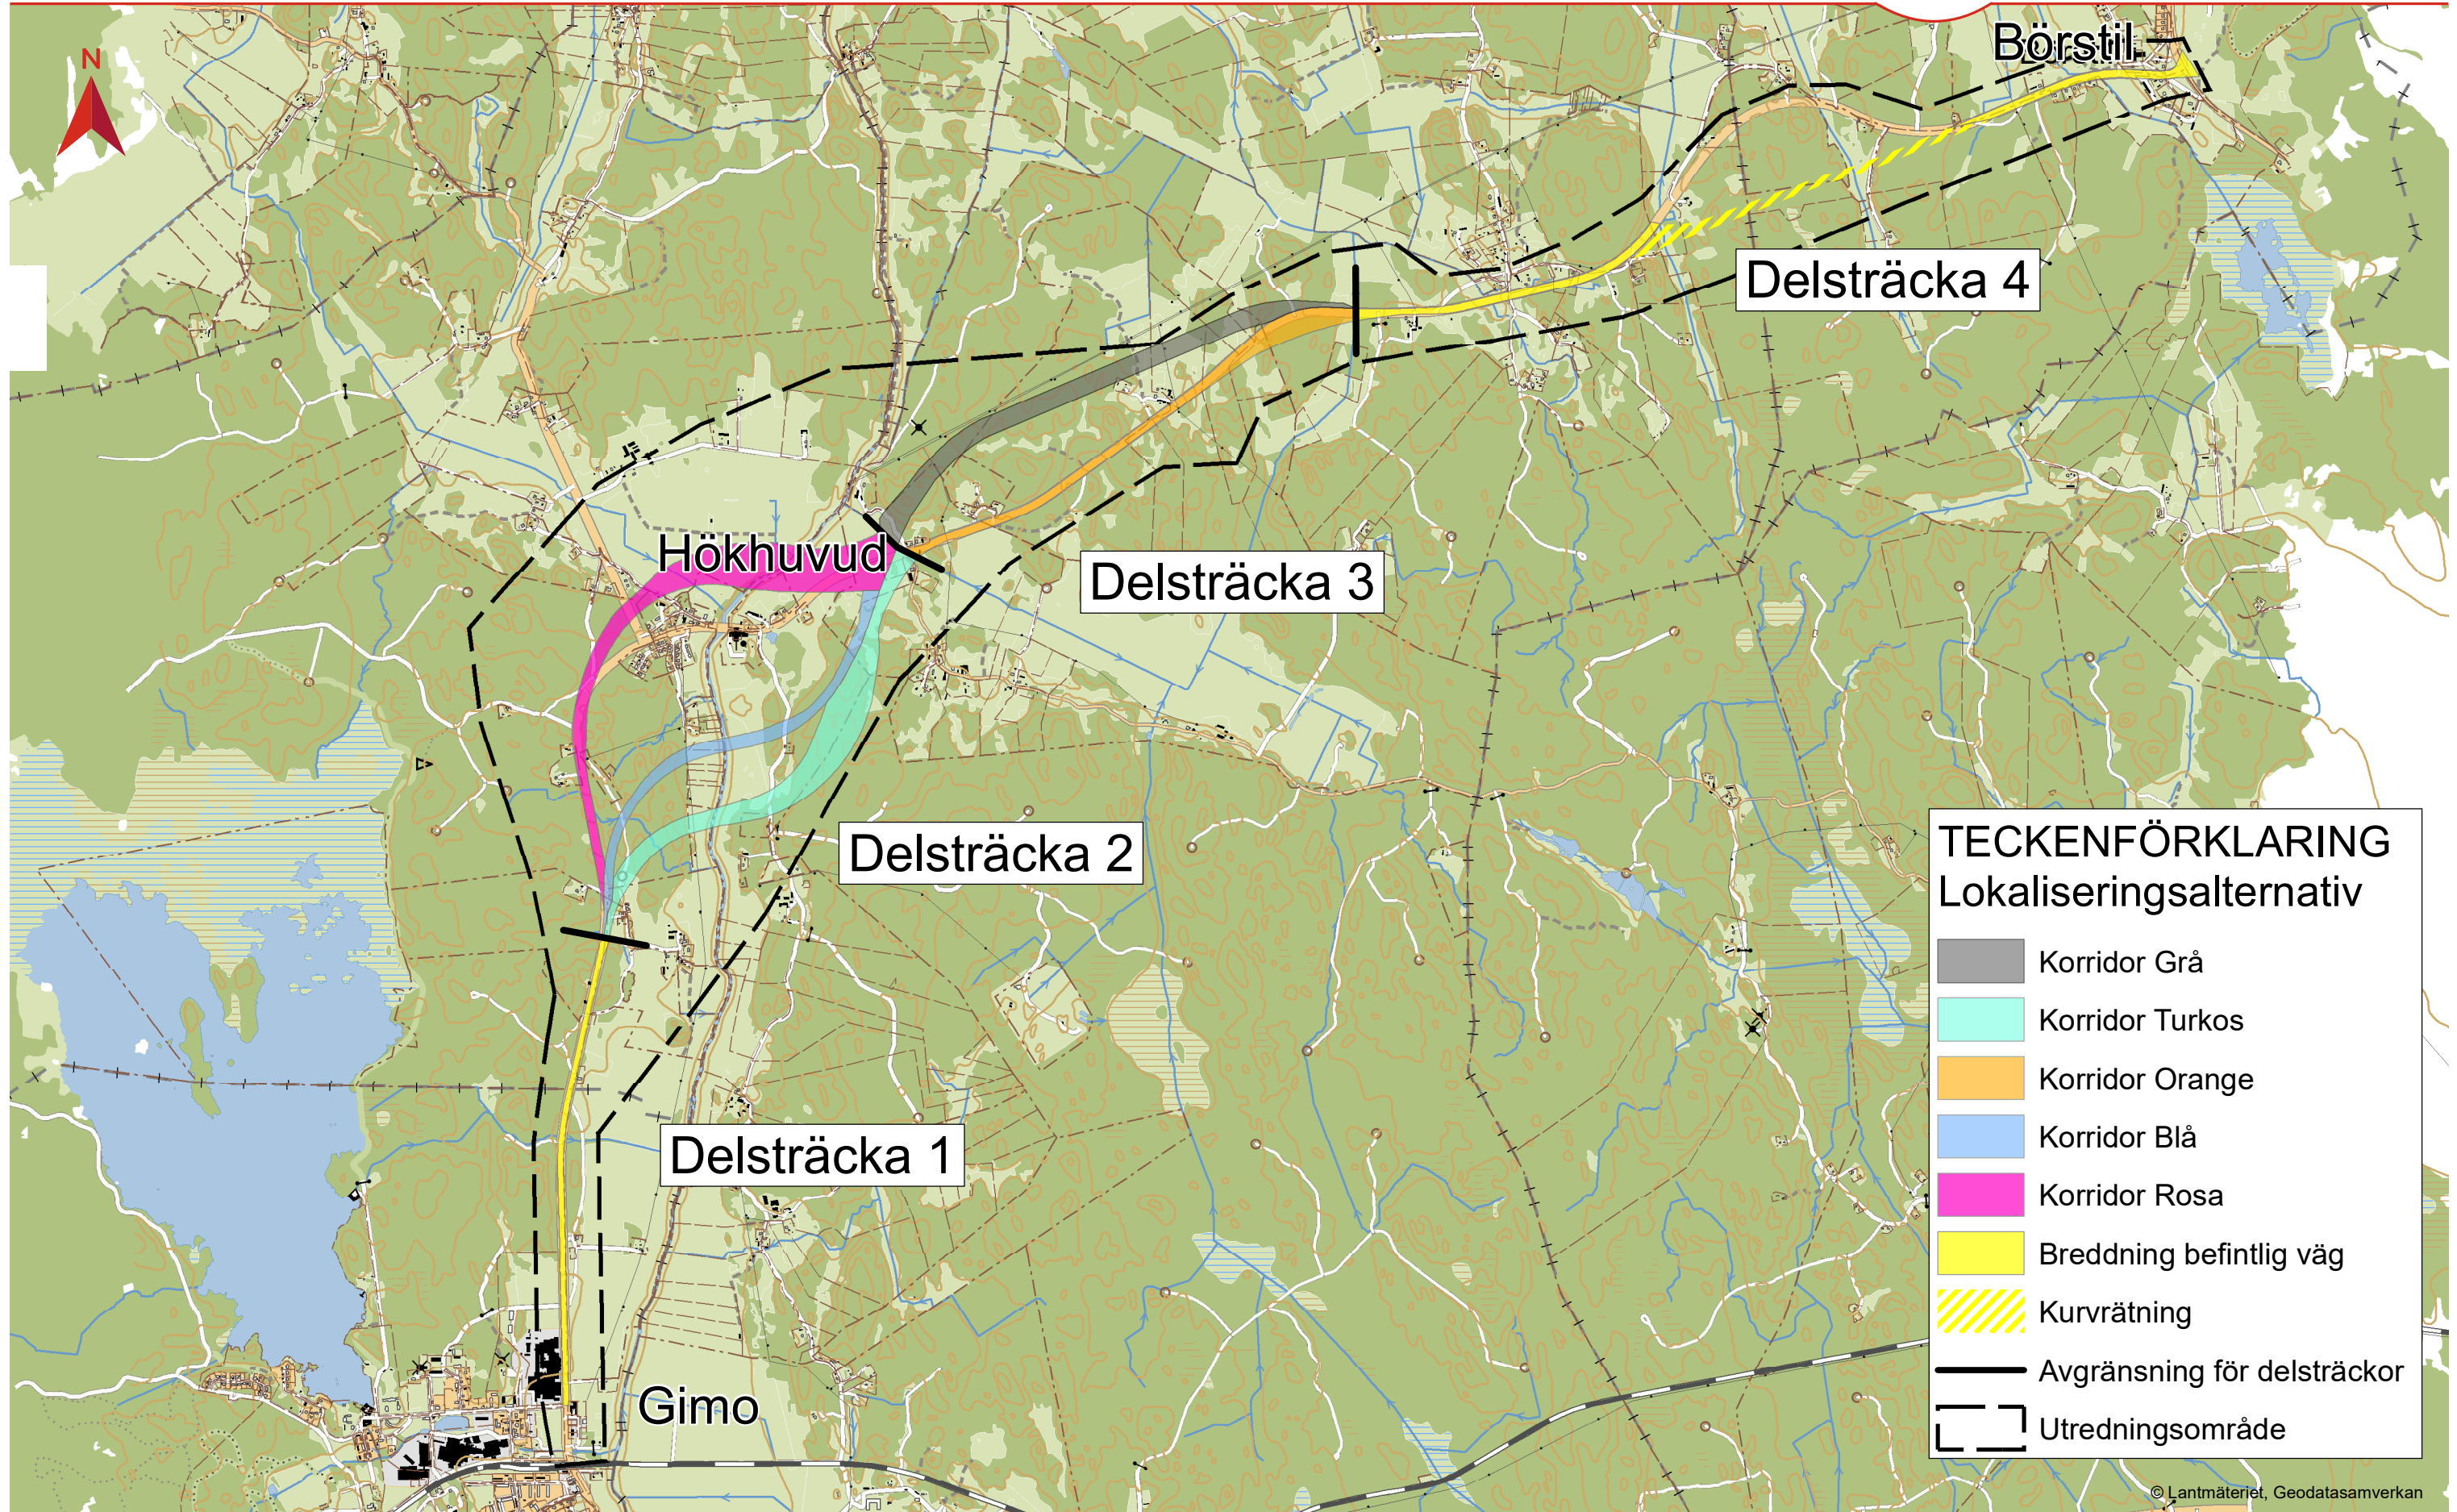 N
Börstil
Delsträcka 4
Hökhuvud
Delsträcka 3
Delsträcka 2
Delsträcka 1
Gimo
TECKENFÖRKLARING
Lokaliseringsalternativ
Korridor Grå
Korridor Turkos
Korridor Orange
Korridor Blå
Korridor Rosa
Breddning befintlig väg
Kurvrätning
Avgränsning för delsträckor
Utredningsområde
© Lantmäteriet, Geodatasamverkan